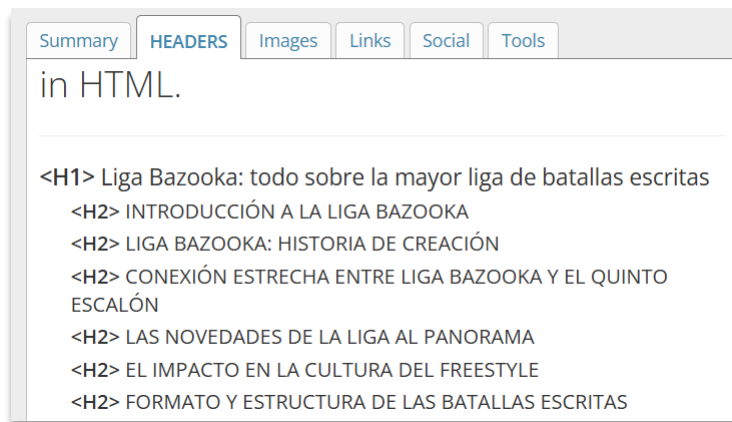 Summary HEADERS Images Links Social Tools
in HTML.
<H1> Liga Bazooka: todo sobre la mayor liga de batallas escritas
<H2> INTRODUCCIÓN A LA LIGA BAZOOKA
<H2> LIGA BAZOOKA: HISTORIA DE CREACIÓN
<H2> CONEXIÓN ESTRECHA ENTRE LIGA BAZOOKA Y EL QUINTO
ESCALÓN
<H2> LAS NOVEDADES DE LA LIGA AL PANORAMA
<H2> EL IMPACTO EN LA CULTURA DEL FREESTYLE
<H2> FORMATO Y ESTRUCTURA DE LAS BATALLAS ESCRITAS